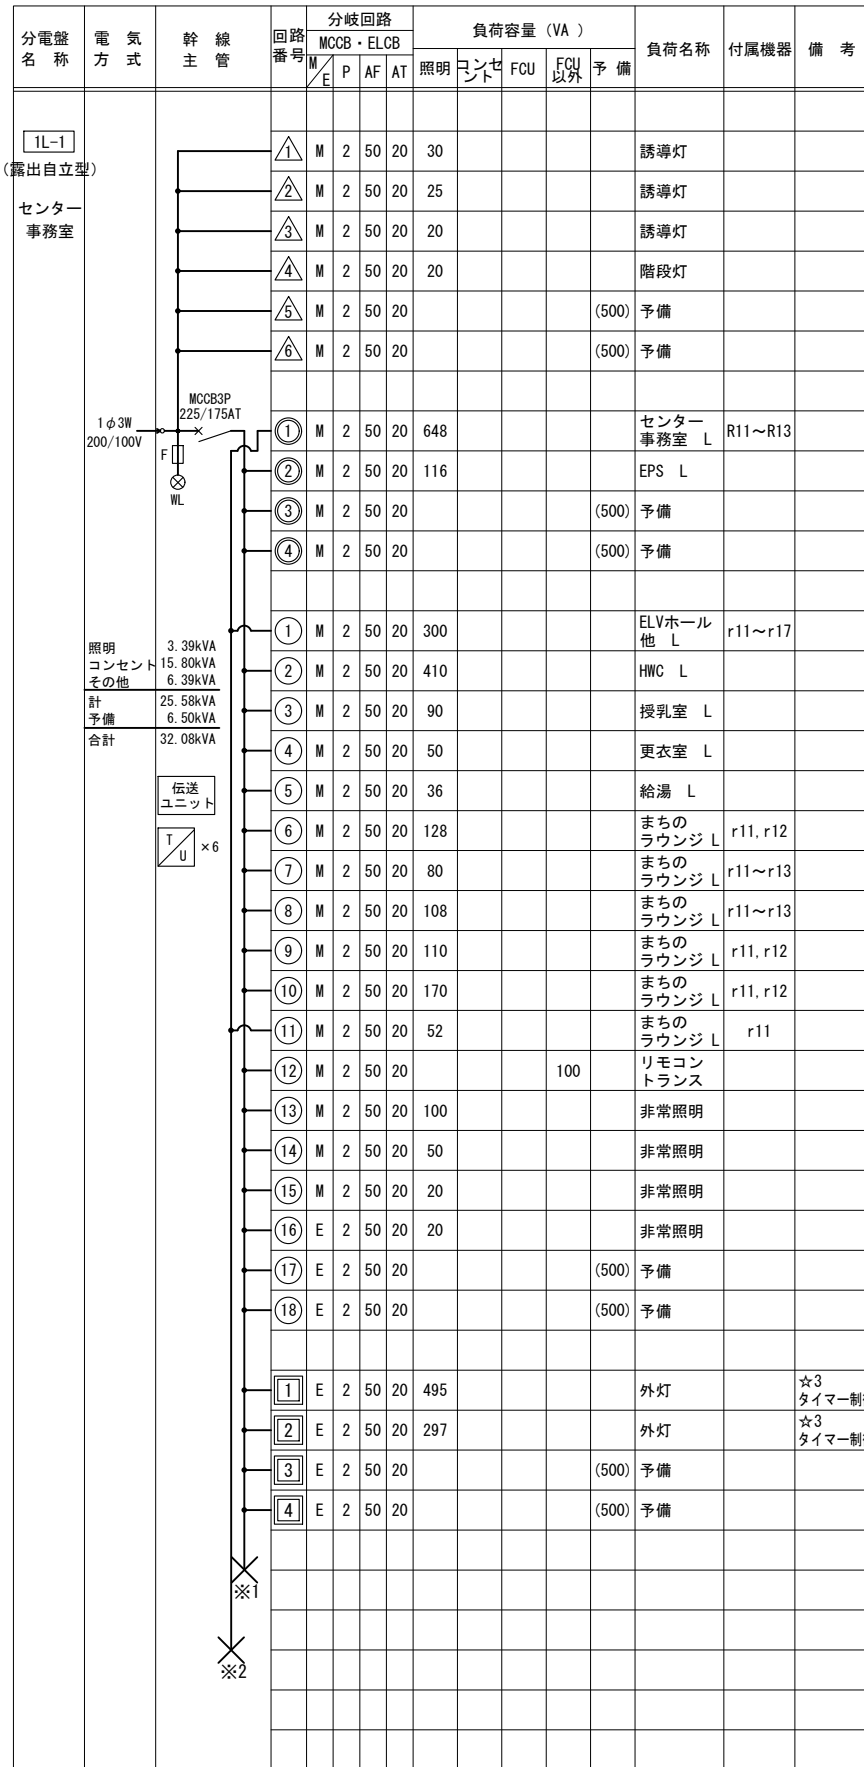 分電盤 名　称　電　気 方　式　幹　線 主　管　回路 番号　分岐回路　負荷容量（VA ）　負荷名称　付属機器　備　考
MCCB・ELCB
M/E　P　AF　AT　照明　コンセント　FCU　FCU以外　予　備
1L-1
（露出自立型）
センター
事務室
1 M 2 50 20 30 誘導灯
2 M 2 50 20 25 誘導灯
3 M 2 50 20 20 誘導灯
4 M 2 50 20 20 階段灯
5 M 2 50 20 (500) 予備
6 M 2 50 20 (500) 予備
1φ3W
200/100V
MCCB3P
225/175AT
F
WL
1 M 2 50 20 648 センター 事務室 L R11～R13
2 M 2 50 20 116 EPS L
3 M 2 50 20 (500) 予備
4 M 2 50 20 (500) 予備
照明 3.39kVA
コンセント 15.80kVA
その他 6.39kVA
計 25.58kVA
予備 6.50kVA
合計 32.08kVA
伝送
ユニット
T/U ×6
1 M 2 50 20 300 ELVホール 他 L r11～r17
2 M 2 50 20 410 HWC L
3 M 2 50 20 90 授乳室 L
4 M 2 50 20 50 更衣室 L
5 M 2 50 20 36 給湯 L
6 M 2 50 20 128 まちの ラウンジ L r11, r12
7 M 2 50 20 80 まちの ラウンジ L r11～r13
8 M 2 50 20 108 まちの ラウンジ L r11～r13
9 M 2 50 20 110 まちの ラウンジ L r11, r12
10 M 2 50 20 170 まちの ラウンジ L r11, r12
11 M 2 50 20 52 まちの ラウンジ L r11
12 M 2 50 20 100 リモコン トランス
13 M 2 50 20 100 非常照明
14 M 2 50 20 50 非常照明
15 M 2 50 20 20 非常照明
16 E 2 50 20 20 非常照明
17 E 2 50 20 (500) 予備
18 E 2 50 20 (500) 予備
1 E 2 50 20 495 外灯 ☆3 タイマー制
2 E 2 50 20 297 外灯 ☆3 タイマー制
3 E 2 50 20 (500) 予備
4 E 2 50 20 (500) 予備
※1
※2